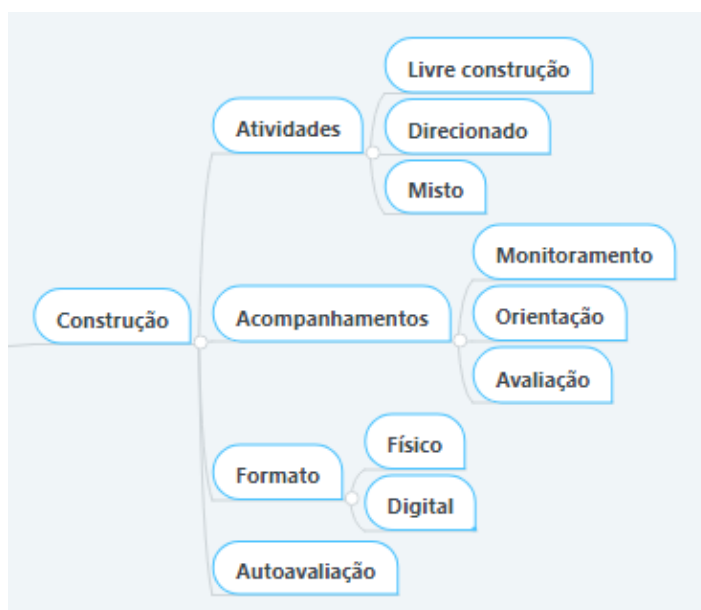 Construção
Atividades
Livre construção
Direcionado
Misto
Acompanhamentos
Monitoramento
Orientação
Avaliação
Formato
Físico
Digital
Autoavaliação